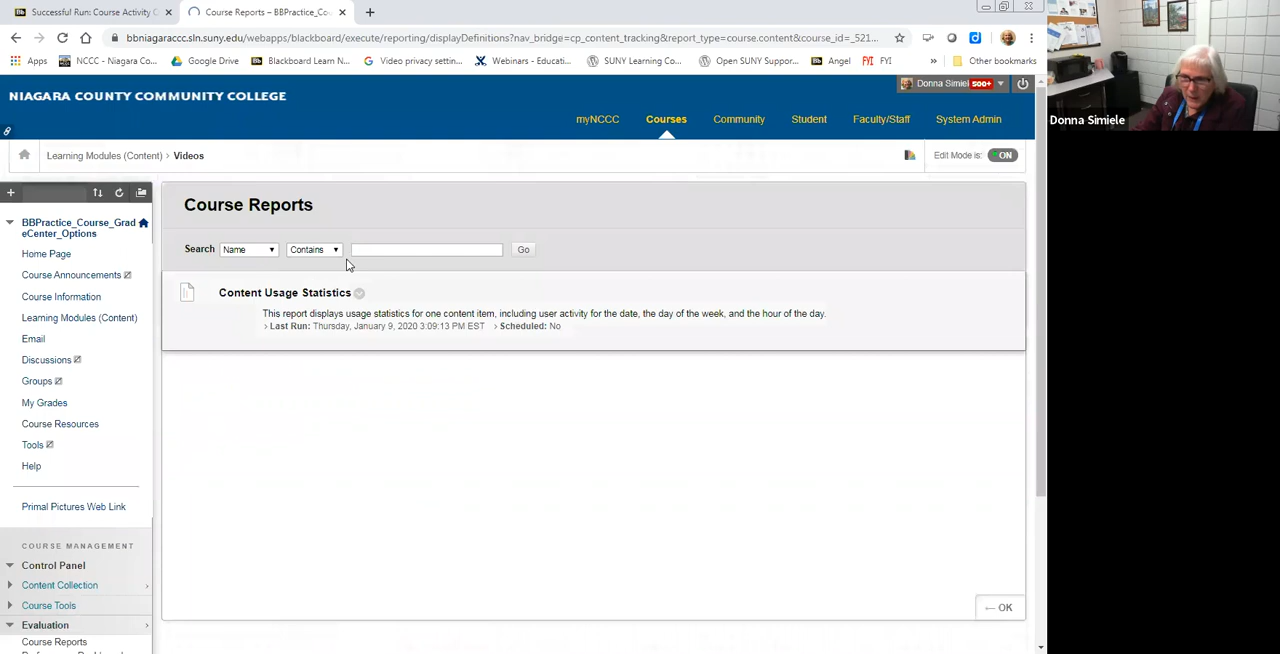 Successful Run: Course Activity C
Course Reports – BBPractice_Co
bbniagaraccc.sln.suny.edu/webapps/blackboard/execute/reporting/displayDefinitions?nav_bridge=cp_content_tracking&report_type=course.content&course_id=_521...
Apps NCCC - Niagara Co... Google Drive Blackboard Learn N... Video privacy settin... Webinars - Educati... SUNY Learning Co... Open SUNY Suppor... Angel FYI FYI » Other bookmarks
NIAGARA COUNTY COMMUNITY COLLEGE
Donna Simiel 500+
myNCCC Courses Community Student Faculty/Staff System Admin
Donna Simiele
Learning Modules (Content) > Videos
Edit Mode is: ON
BBPractice_Course_Grad
eCenter_Options
Home Page
Course Announcements
Course Information
Learning Modules (Content)
Email
Discussions
Groups
My Grades
Course Resources
Tools
Help
Primal Pictures Web Link
COURSE MANAGEMENT
Control Panel
Content Collection
Course Tools
Evaluation
Course Reports
Course Reports
Search Name Contains Go
Content Usage Statistics
This report displays usage statistics for one content item, including user activity for the date, the day of the week, and the hour of the day.
› Last Run: Thursday, January 9, 2020 3:09:13 PM EST › Scheduled: No
← OK